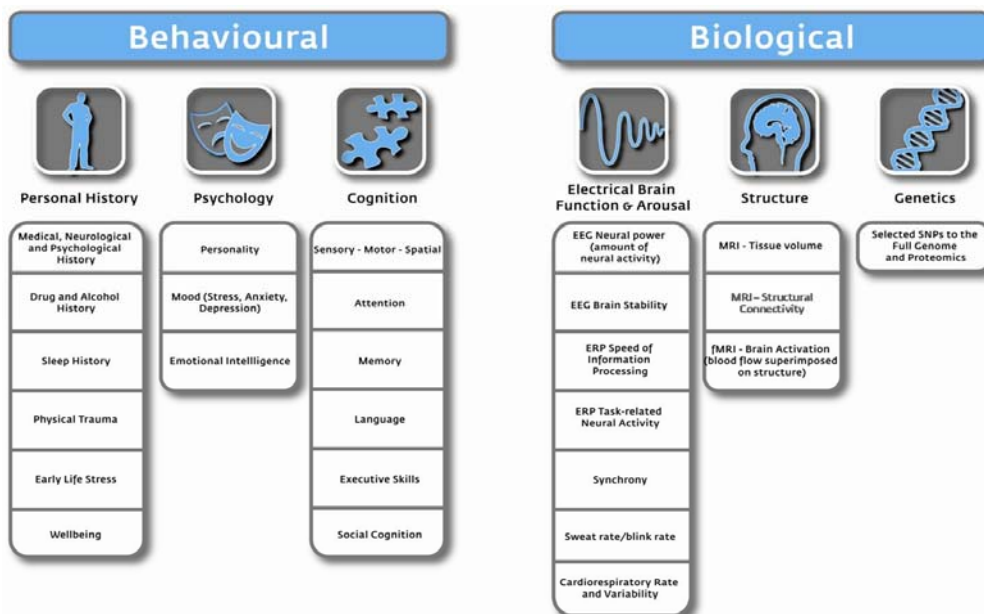 Behavioural
Personal History
Medical, Neurological
and Psychological
History
Drug and Alcohol
History
Sleep History
Physical Trauma
Early Life Stress
Wellbeing
Psychology
Personality
Mood (Stress, Anxiety,
Depression)
Emotional Intellligence
Cognition
Sensory - Motor - Spatial
Attention
Memory
Language
Executive Skills
Social Cognition
Biological
Electrical Brain
Function & Arousal
EEG Neural power
(amount of
neural activity)
EEG Brain Stability
ERP Speed of
Information
Processing
ERP Task-related
Neural Activity
Synchrony
Sweat rate/blink rate
Cardiorespiratory Rate
and Variability
Structure
MRI - Tissue volume
MRI – Structural
Connectivity
fMRI - Brain Activation
(blood flow superimposed
on structure)
Genetics
Selected SNPs to the
Full Genome
and Proteomics